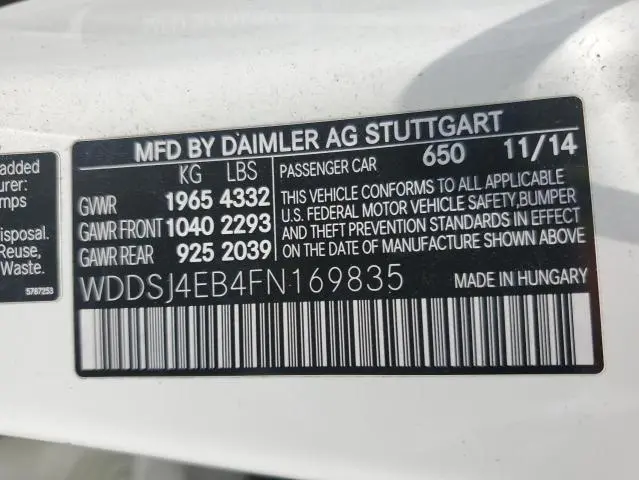 added
urer:
mps
disposal.
Reuse,
Waste.
5767253
MFD BY DAIMLER AG STUTTGART
KG LBS
GVWR 1965 4332
GAWR FRONT 1040 2293
GAWR REAR 925 2039
PASSENGER CAR 650 11/14
THIS VEHICLE CONFORMS TO ALL APPLICABLE
U.S. FEDERAL MOTOR VEHICLE SAFETY,BUMPER
AND THEFT PREVENTION STANDARDS IN EFFECT
ON THE DATE OF MANUFACTURE SHOWN ABOVE
WDDSJ4EB4FN169835 MADE IN HUNGARY